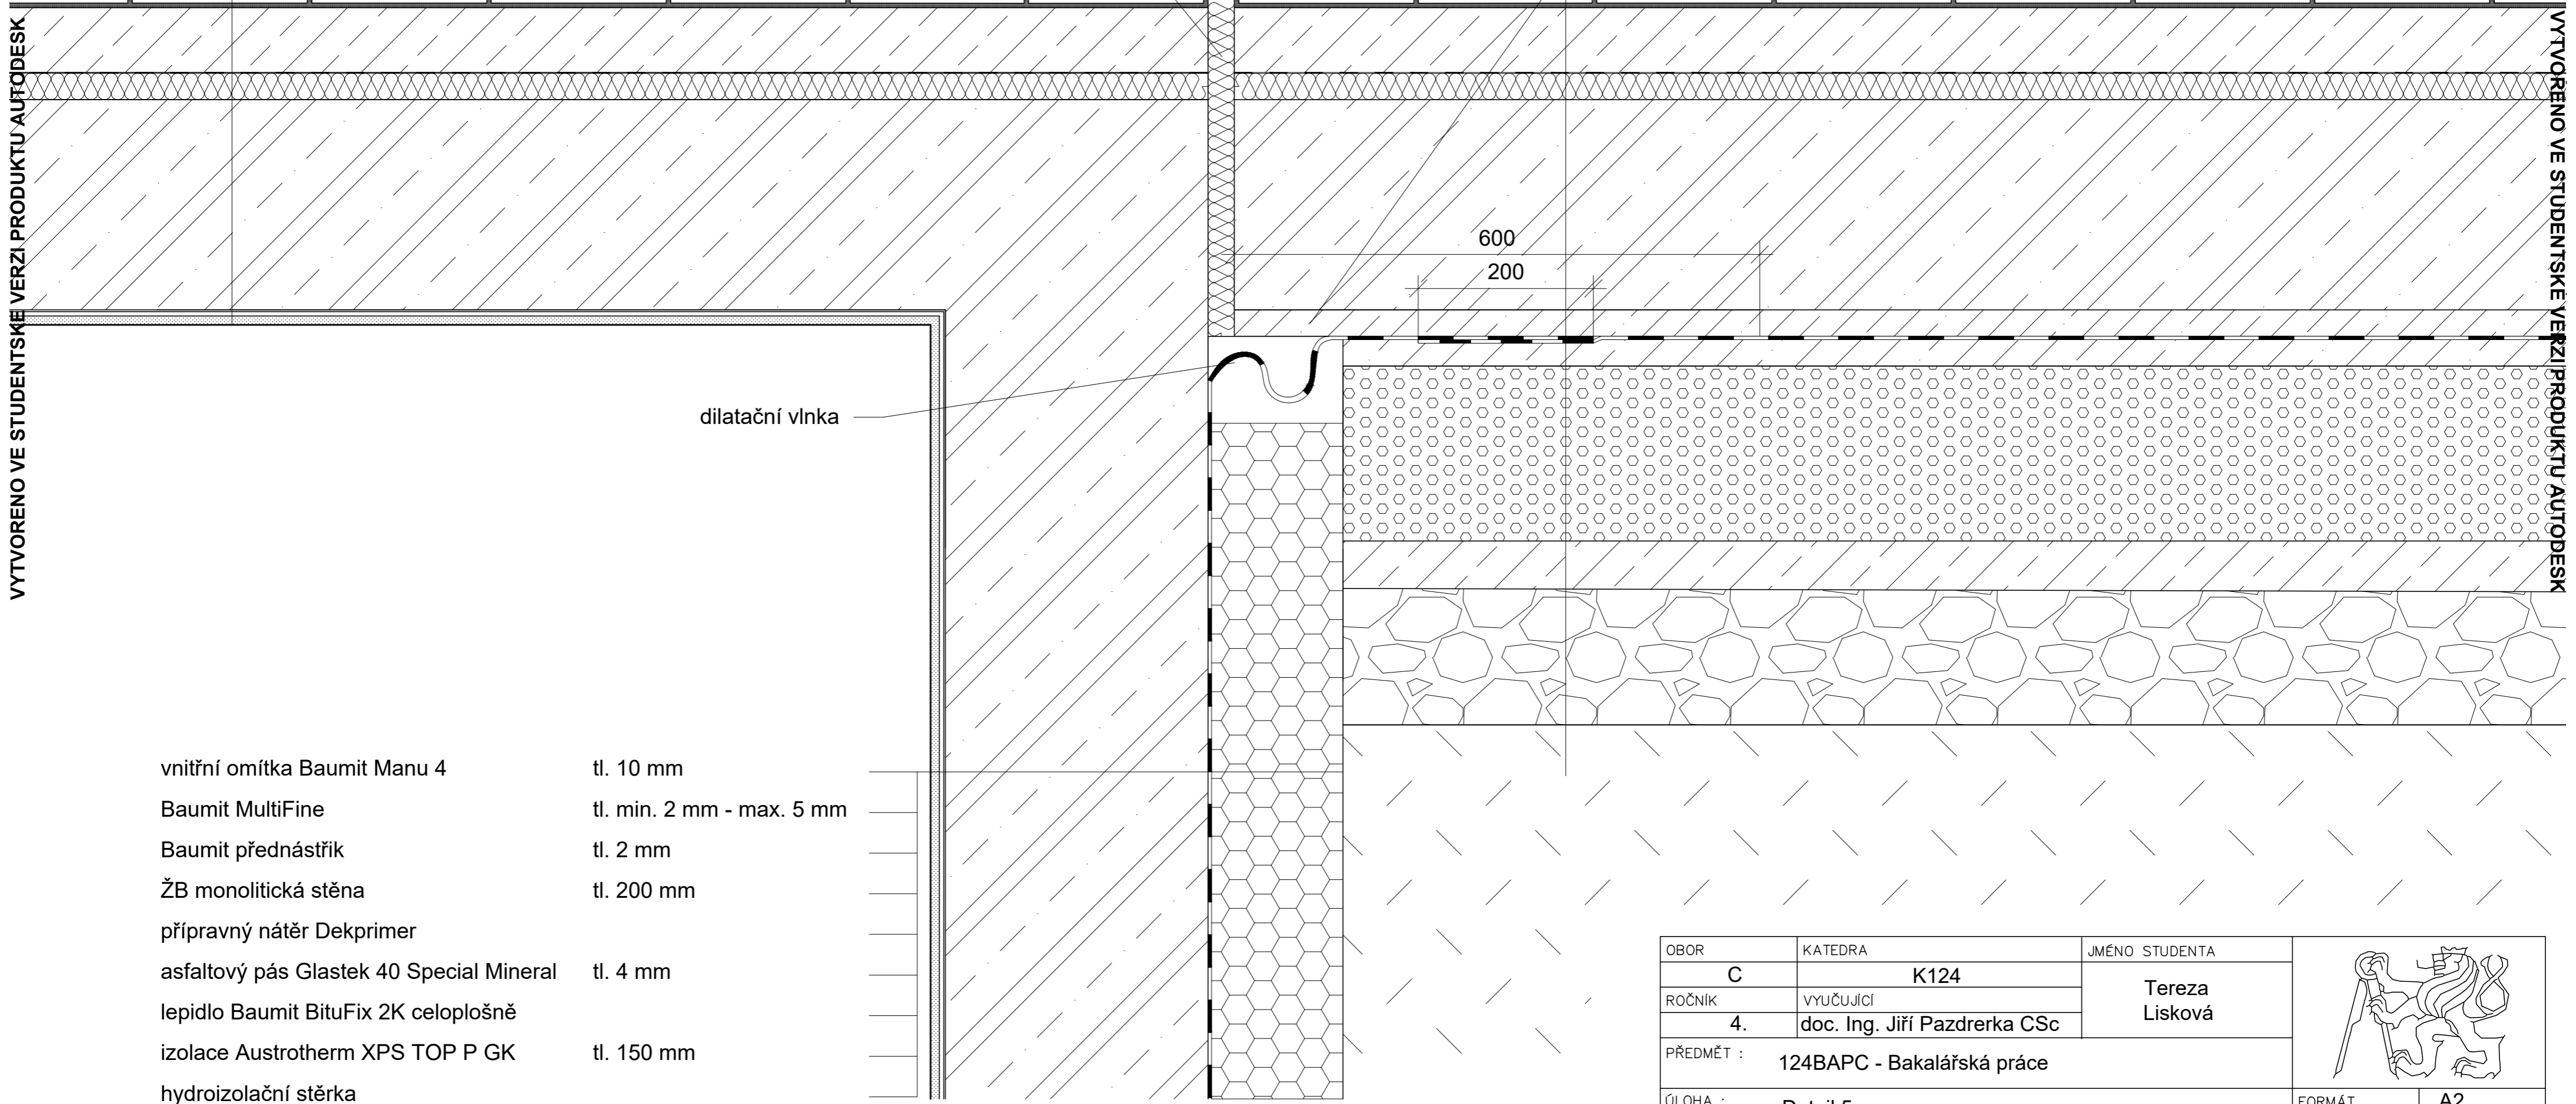 VYTVOŘENO VE STUDENTSKÉ VERZI PRODUKTU AUTODESK
VYTVOŘENO VE STUDENTSKÉ VERZI PRODUKTU AUTODESK
600
200
dilatační vlnka
vnitřní omítka Baumit Manu 4 tl. 10 mm
Baumit MultiFine tl. min. 2 mm - max. 5 mm
Baumit přednástřik tl. 2 mm
ŽB monolitická stěna tl. 200 mm
přípravný nátěr Dekprimer
asfaltový pás Glastek 40 Special Mineral tl. 4 mm
lepidlo Baumit BituFix 2K celoplošně
izolace Austrotherm XPS TOP P GK tl. 150 mm
hydroizolační stěrka
OBOR KATEDRA JMÉNO STUDENTA
C K124
Tereza
Lisková
ROČNÍK VYUČUJÍCÍ
4. doc. Ing. Jiří Pazdrerka CSc
PŘEDMĚT : 124BAPC - Bakalářská práce
ÚLOHA : Detail 5 FORMÁT A2